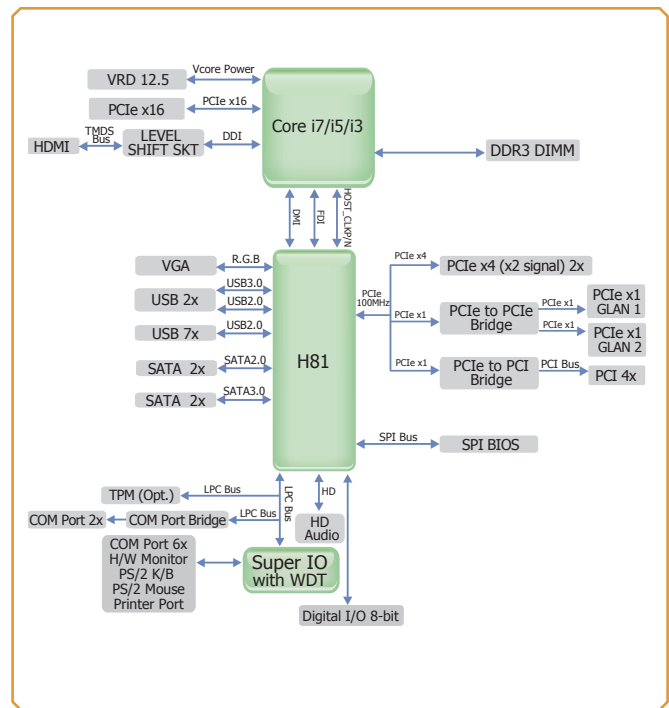 Vcore Power
VRD 12.5
PCIe x16
PCIe x16
Core i7/i5/i3
TMDS
Bus
HDMI
LEVEL
SHIFT SKT
DDI
DDR3 DIMM
DMI
FDI
HOST_CLKP/N
VGA
R.G.B
USB3.0
USB 2x
USB2.0
USB 7x
USB2.0
SATA 2x
SATA2.0
SATA 2x
SATA3.0
H81
PCIe
100MHz
PCIe x4
PCIe x4 (x2 signal) 2x
PCIe x1
PCIe to PCIe
Bridge
PCIe x1
PCIe x1
GLAN 1
PCIe x1
PCIe x1
GLAN 2
PCIe x1
PCIe to PCI
Bridge
PCI Bus
PCI 4x
SPI Bus
SPI BIOS
TPM (Opt.)
LPC Bus
LPC Bus
HD
COM Port 2x
COM Port Bridge
LPC Bus
HD
Audio
COM Port 6x
H/W Monitor
PS/2 K/B
PS/2 Mouse
Printer Port
Super IO
with WDT
Digital I/O 8-bit